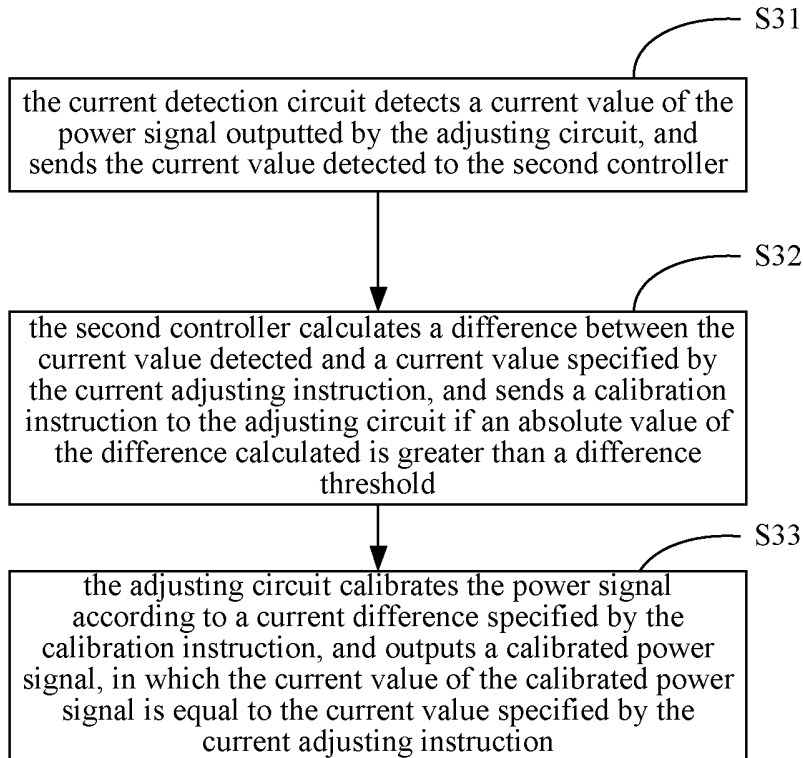 S31
the current detection circuit detects a current value of the
power signal outputted by the adjusting circuit, and
sends the current value detected to the second controller
S32
the second controller calculates a difference between the
current value detected and a current value specified by
the current adjusting instruction, and sends a calibration
instruction to the adjusting circuit if an absolute value of
the difference calculated is greater than a difference
threshold
S33
the adjusting circuit calibrates the power signal
according to a current difference specified by the
calibration instruction, and outputs a calibrated power
signal, in which the current value of the calibrated power
signal is equal to the current value specified by the
current adjusting instruction